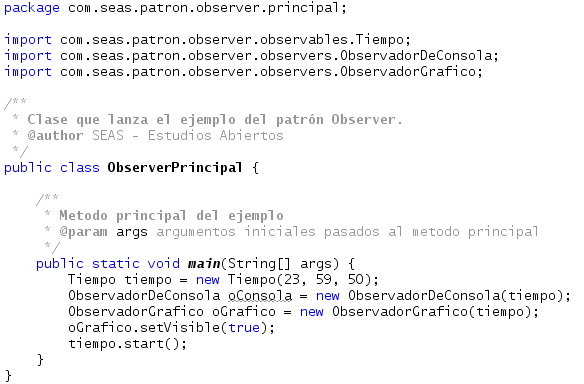 package com.seas.patron.observer.principal;
import com.seas.patron.observer.observables.Tiempo;
import com.seas.patron.observer.observers.ObservadorDeConsola;
import com.seas.patron.observer.observers.ObservadorGrafico;
/**
 * Clase que lanza el ejemplo del patrón Observer.
 * @author SEAS - Estudios Abiertos
 */
public class ObserverPrincipal {
    /**
     * Metodo principal del ejemplo
     * @param args argumentos iniciales pasados al metodo principal
     */
    public static void main(String[] args) {
        Tiempo tiempo = new Tiempo(23, 59, 50);
        ObservadorDeConsola oConsola = new ObservadorDeConsola(tiempo);
        ObservadorGrafico oGrafico = new ObservadorGrafico(tiempo);
        oGrafico.setVisible(true);
        tiempo.start();
    }
}